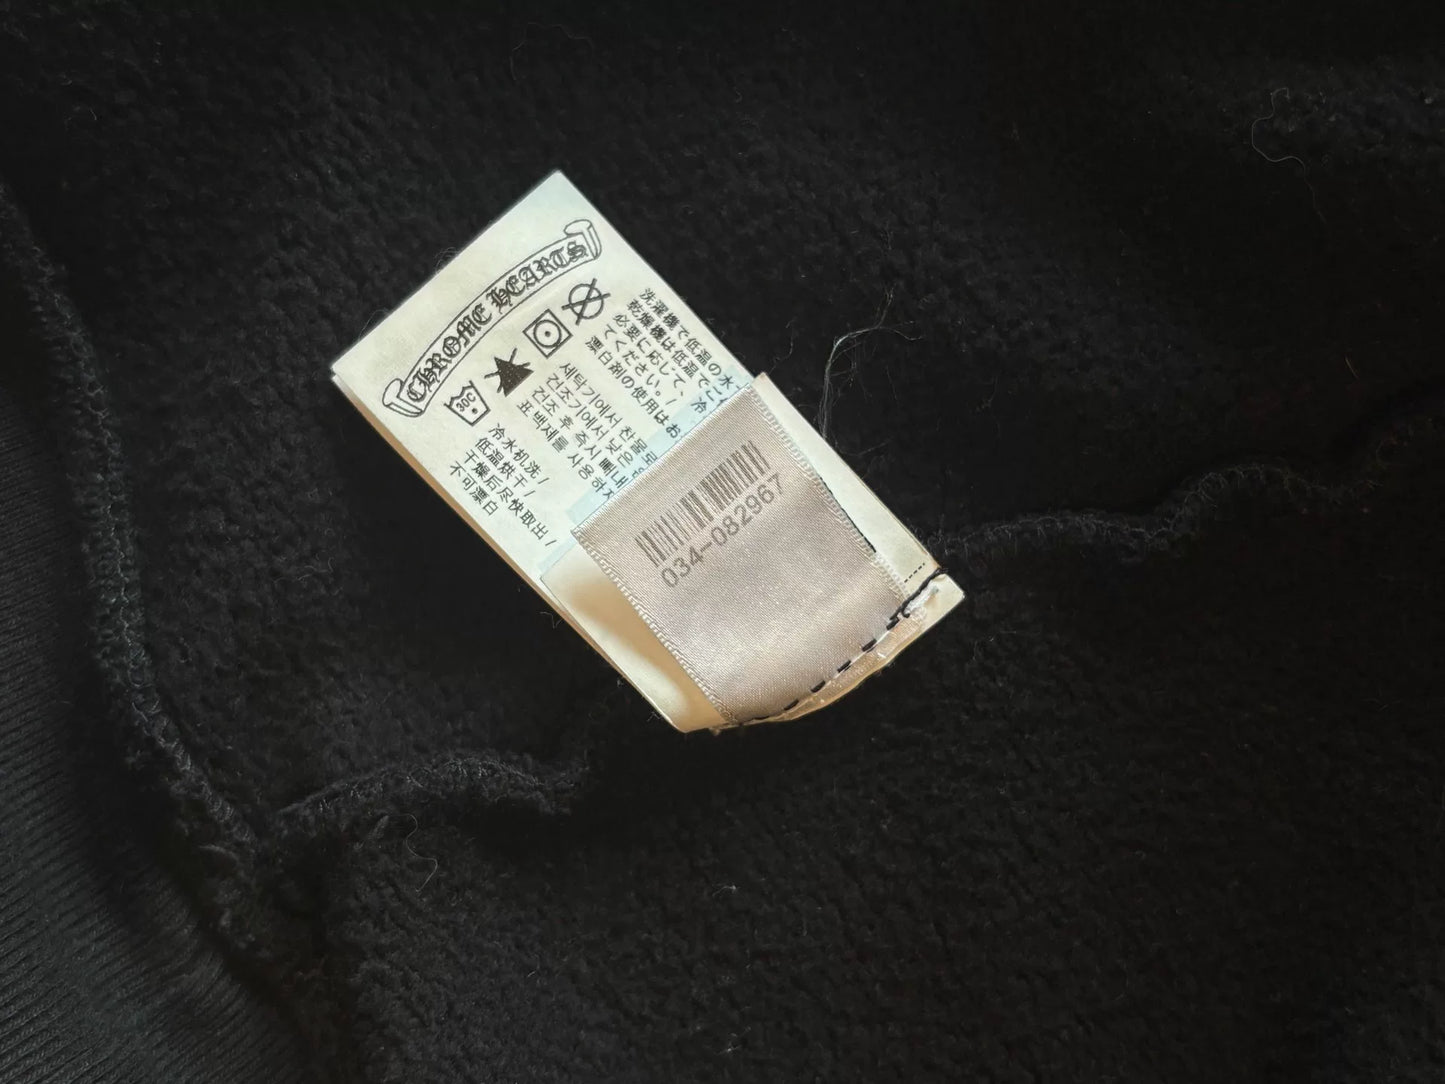 CHROME HEARTS
30C
冷水机洗/
低温烘干/
干燥后尽快取出/
不可漂白
세탁기에서 찬물로
건조기에서 낮은
건조 후 즉시 빼내
표백제를 사용하지
洗濯機で低温の水
乾燥機は低温で
必要に応じて、冷
てください。/
漂白剤の使用はお
034-082967